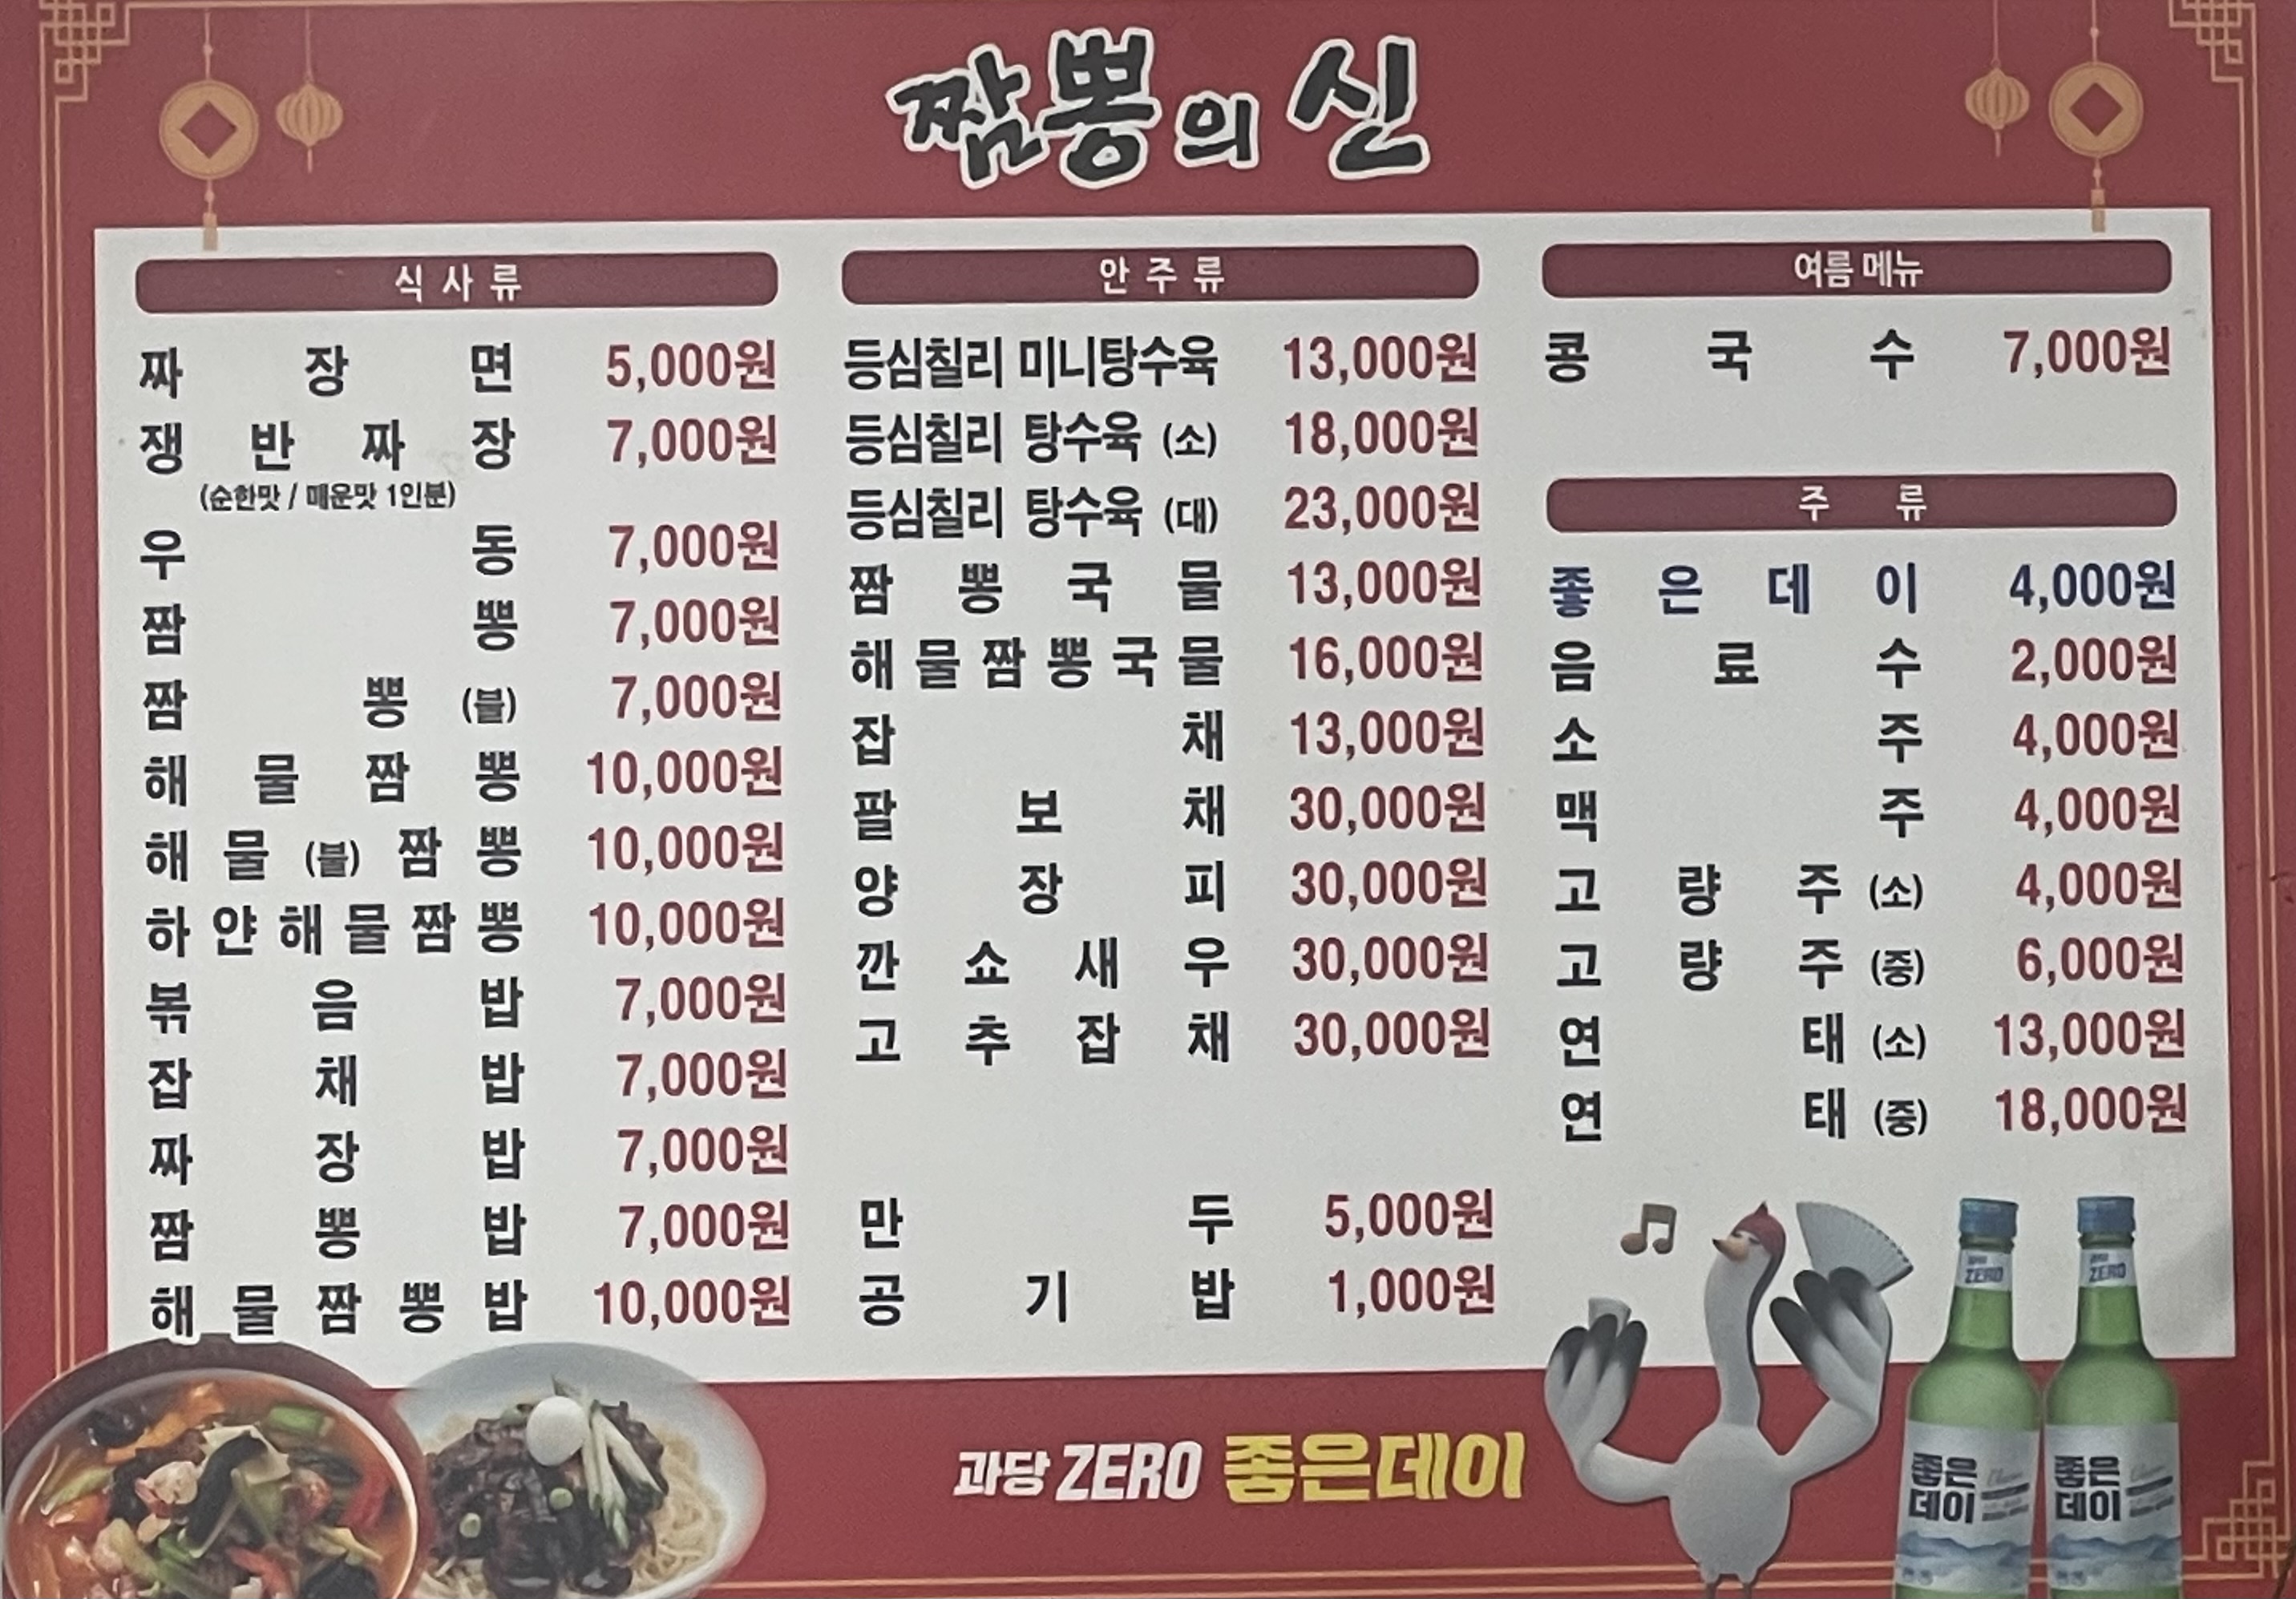 짬뽕의 신
식사류
짜장면 5,000원
쟁반짜장 7,000원
(순한맛 / 매운맛 1인분)
우동 7,000원
짬뽕 7,000원
짬뽕 (불) 7,000원
해물짬뽕 10,000원
해물(불)짬뽕 10,000원
하얀해물짬뽕 10,000원
볶음밥 7,000원
잡채밥 7,000원
짜장밥 7,000원
짬뽕밥 7,000원
해물짬뽕밥 10,000원
안주류
등심칠리 미니탕수육 13,000원
등심칠리 탕수육 (소) 18,000원
등심칠리 탕수육 (대) 23,000원
짬뽕국물 13,000원
해물짬뽕국물 16,000원
잡채 13,000원
팔보채 30,000원
양장피 30,000원
깐쇼새우 30,000원
고추잡채 30,000원
만두 5,000원
공기밥 1,000원
여름메뉴
콩국수 7,000원
주류
좋은데이 4,000원
음료수 2,000원
소주 4,000원
맥주 4,000원
고량주 (소) 4,000원
고량주 (중) 6,000원
연태 (소) 13,000원
연태 (중) 18,000원
과당 ZERO 좋은데이
ZERO
좋은
데이
ZERO
좋은
데이